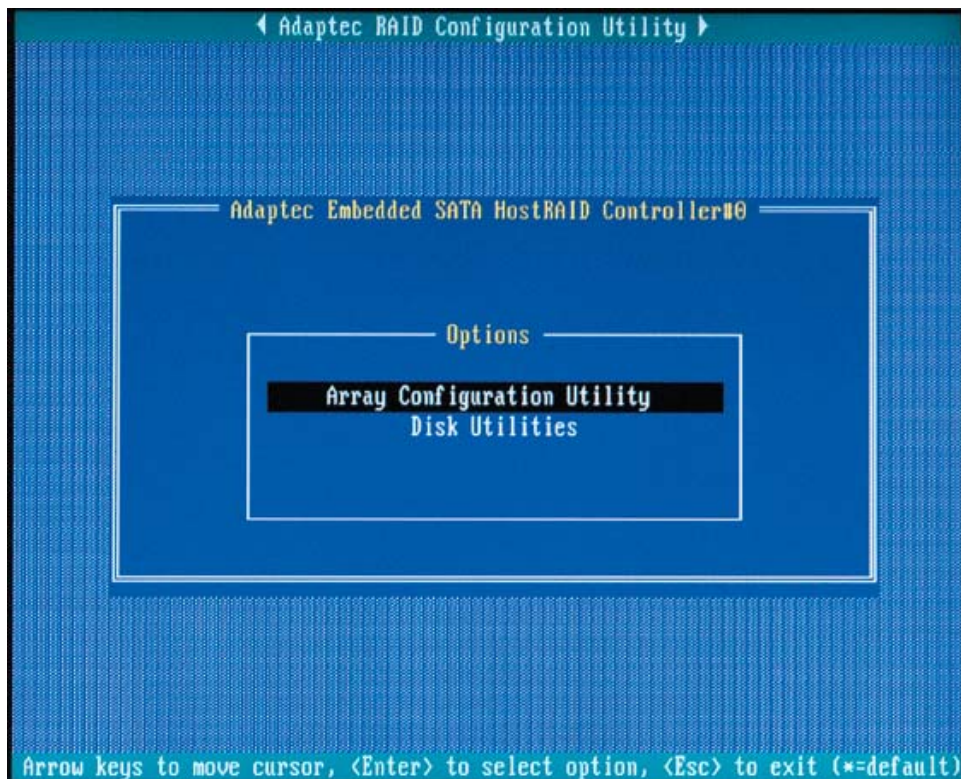 Adaptec RAID Configuration Utility
Adaptec Embedded SATA HostRAID Controller#0
Options
Array Configuration Utility
Disk Utilities
Arrow keys to move cursor, <Enter> to select option, <Esc> to exit (*=default)